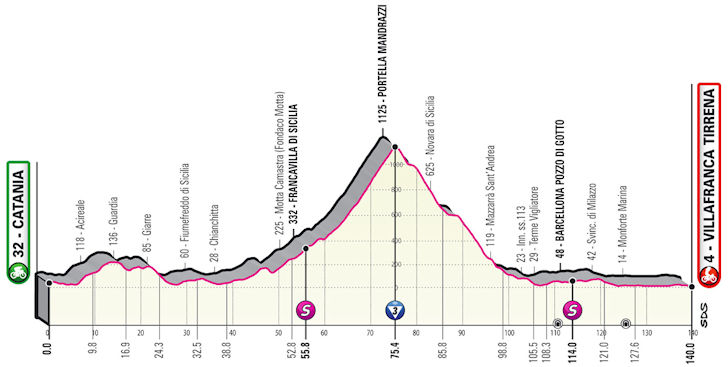 32 - CATANIA
118 - Acireale
136 - Guardia
85 - Giarre
60 - Fiumefreddo di Sicilia
28 - Chianchitta
225 - Motta Camastra (Fondaco Motta)
332 - FRANCAVILLA DI SICILIA
1125 - PORTELLA MANDRAZZI
625 - Novara di Sicilia
119 - Mazzarrà Sant'Andrea
23 - Inn. ss.113
29 - Terme Vigliatore
48 - BARCELLONA POZZO DI GOTTO
42 - Svinc. di Milazzo
14 - Monforte Marina
4 - VILLAFRANCA TIRRENA
1000
800
600
400
200
0
S
3
S
SDS
0 10 20 30 40 50 60 70 80 90 100 110 120 130 140
0.0 9.8 16.3 24.3 32.5 38.8 52.8 55.8 75.4 85.8 98.8 105.5 108.3 114.0 121.0 127.6 140.0